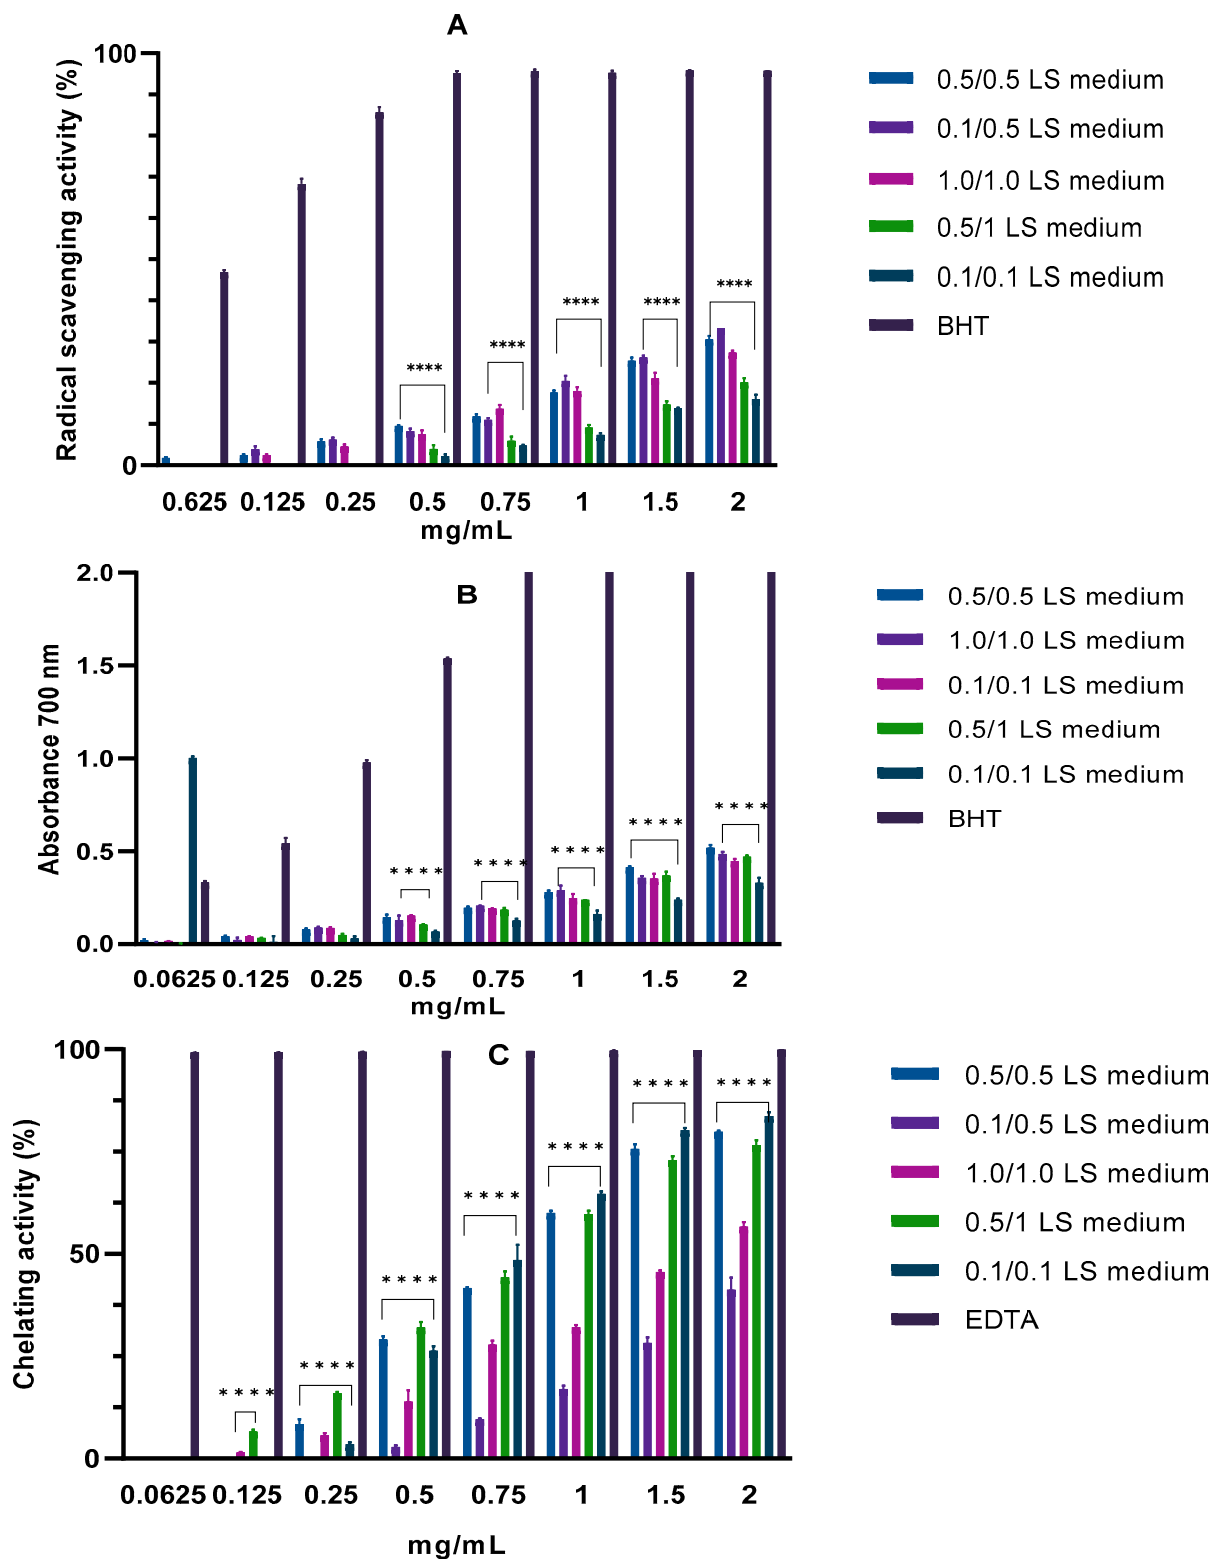 A
100
0
Radical scavenging activity (%)
**** **** **** **** ****
0.625 0.125 0.25 0.5 0.75 1 1.5 2
mg/mL
0.5/0.5 LS medium
0.1/0.5 LS medium
1.0/1.0 LS medium
0.5/1 LS medium
0.1/0.1 LS medium
BHT
B
2.0
1.5
1.0
0.5
0.0
Absorbance 700 nm
**** **** **** **** ****
0.0625 0.125 0.25 0.5 0.75 1 1.5 2
mg/mL
0.5/0.5 LS medium
1.0/1.0 LS medium
0.1/0.1 LS medium
0.5/1 LS medium
0.1/0.1 LS medium
BHT
C
100
50
0
Chelating activity (%)
**** **** **** **** **** **** ****
0.0625 0.125 0.25 0.5 0.75 1 1.5 2
mg/mL
0.5/0.5 LS medium
0.1/0.5 LS medium
1.0/1.0 LS medium
0.5/1 LS medium
0.1/0.1 LS medium
EDTA